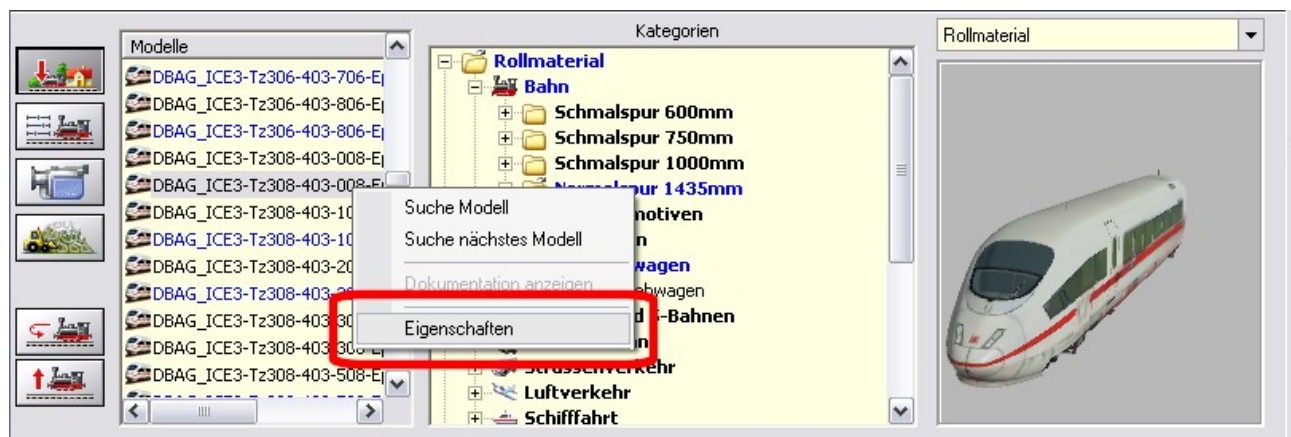 Modelle
DBAG_ICE3-Tz306-403-706-Ep
DBAG_ICE3-Tz306-403-806-E
DBAG_ICE3-Tz306-403-806-E
DBAG_ICE3-Tz308-403-008-E
DBAG_ICE3-Tz308-403-008-E
DBAG_ICE3-Tz308-403-10
DBAG_ICE3-Tz308-403-10
DBAG_ICE3-Tz308-403-20
DBAG_ICE3-Tz308-403-
DBAG_ICE3-Tz308-403-
DBAG_ICE3-Tz308-403-
DBAG_ICE3-Tz308-403-508-E
Suche Modell
Suche nächstes Modell
Dokumentation anzeigen
Eigenschaften
Kategorien
Rollmaterial
Bahn
Schmalspur 600mm
Schmalspur 750mm
Schmalspur 1000mm
Normalspur 1435mm
S-Bahnen
Strassenverkehr
Luftverkehr
Schifffahrt
Rollmaterial